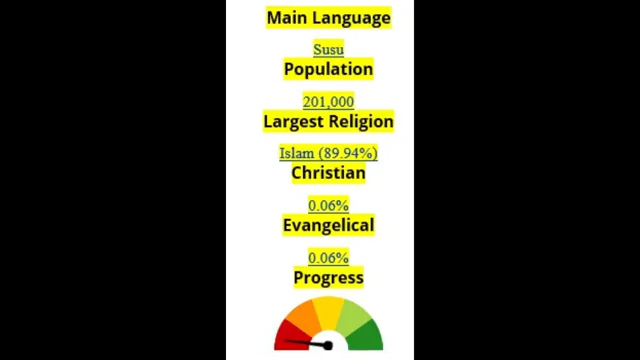 Main Language
Susu
Population
201,000
Largest Religion
Islam (89.94%)
Christian
0.06%
Evangelical
0.06%
Progress